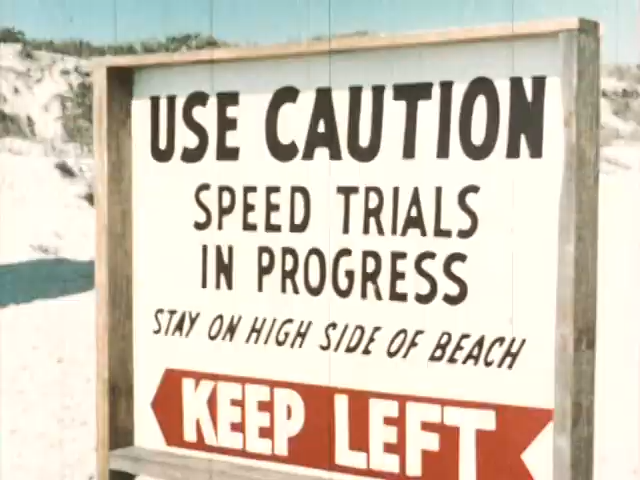 USE CAUTION
SPEED TRIALS
IN PROGRESS
STAY ON HIGH SIDE OF BEACH
KEEP LEFT